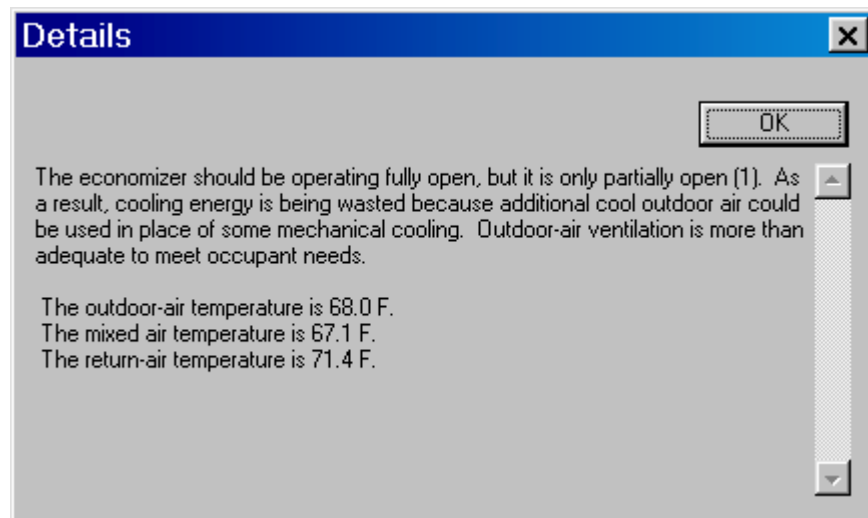 Details
OK
The economizer should be operating fully open, but it is only partially open (1).  As
a result, cooling energy is being wasted because additional cool outdoor air could
be used in place of some mechanical cooling.  Outdoor-air ventilation is more than
adequate to meet occupant needs.
The outdoor-air temperature is 68.0 F.
The mixed air temperature is 67.1 F.
The return-air temperature is 71.4 F.